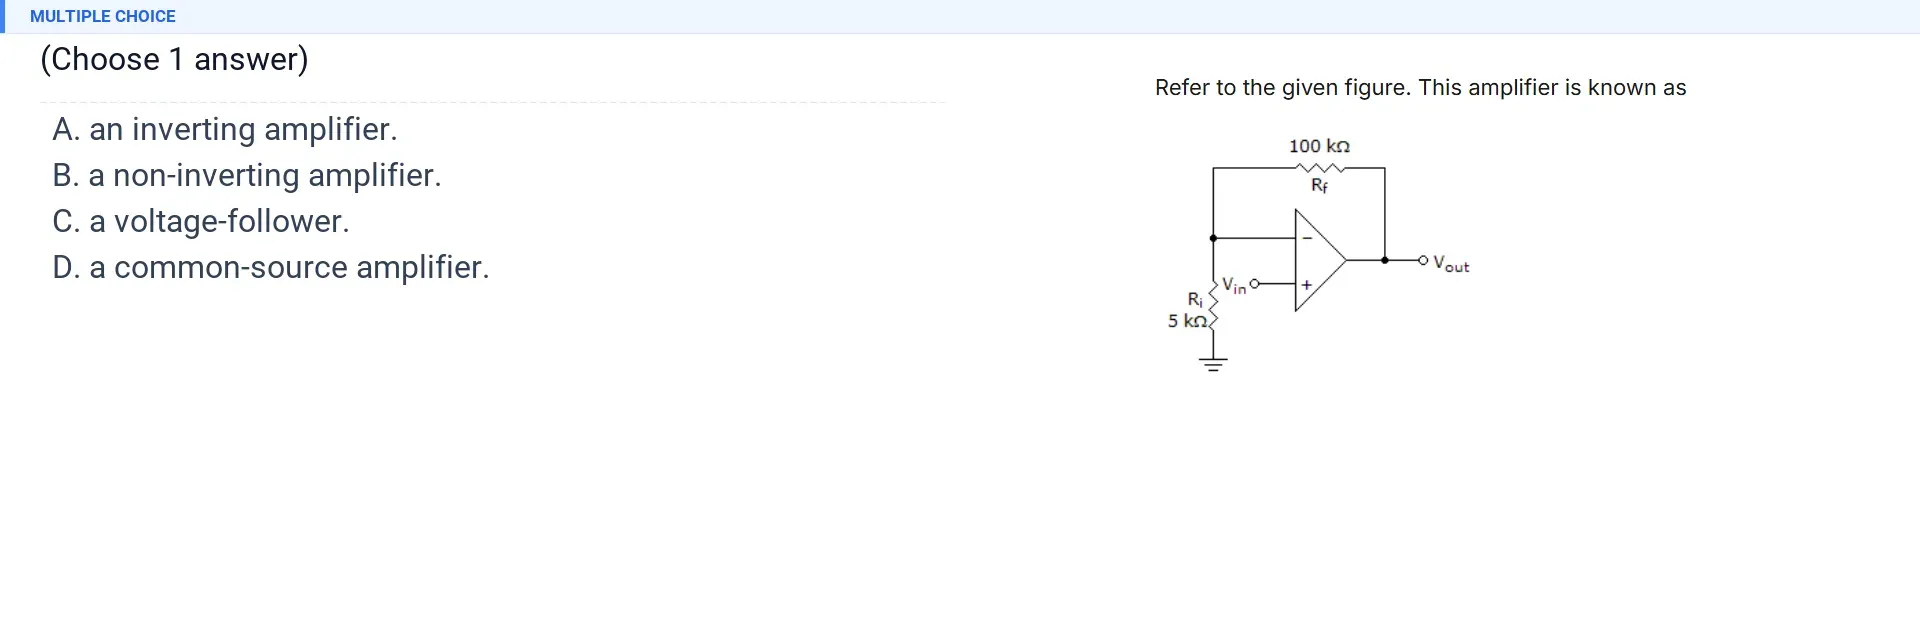 MULTIPLE CHOICE
(Choose 1 answer)
A. an inverting amplifier.
B. a non-inverting amplifier.
C. a voltage-follower.
D. a common-source amplifier.
Refer to the given figure. This amplifier is known as
100 kΩ
Rf
−
Vout
Vin
+
Ri
5 kΩ